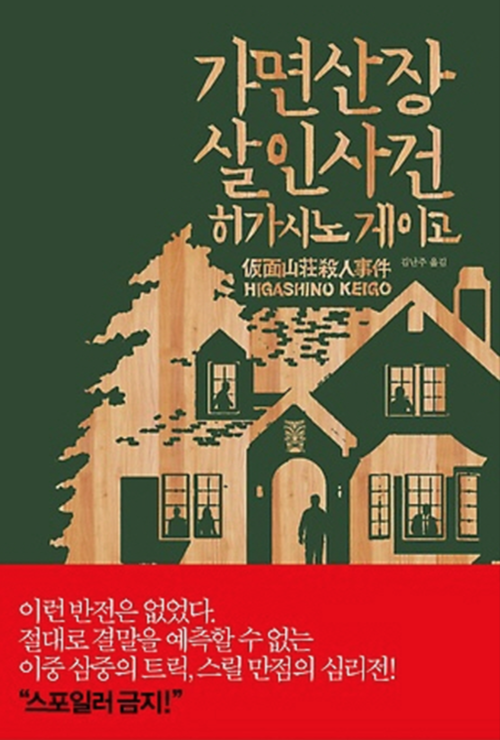 가면산장
살인사건
히가시노 게이고
仮面山荘殺人事件
김난주 옮김
HIGASHINO KEIGO
이런 반전은 없었다.
절대로 결말을 예측할 수 없는
이중 삼중의 트릭, 스릴 만점의 심리전!
“스포일러 금지!”